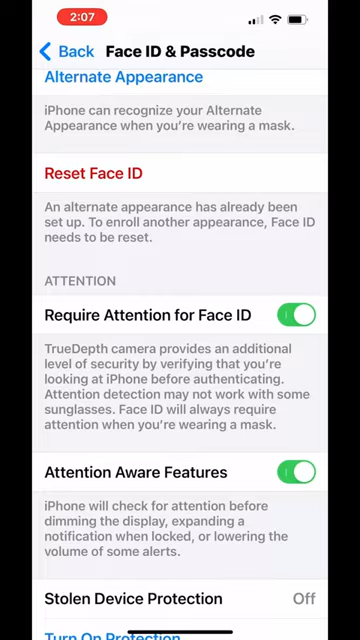 2:07
Back Face ID & Passcode
Alternate Appearance
iPhone can recognize your Alternate
Appearance when you're wearing a mask.
Reset Face ID
An alternate appearance has already been
set up. To enroll another appearance, Face ID
needs to be reset.
ATTENTION
Require Attention for Face ID
TrueDepth camera provides an additional
level of security by verifying that you're
looking at iPhone before authenticating.
Attention detection may not work with some
sunglasses. Face ID will always require
attention when you're wearing a mask.
Attention Aware Features
iPhone will check for attention before
dimming the display, expanding a
notification when locked, or lowering the
volume of some alerts.
Stolen Device Protection Off
Turn On Protection